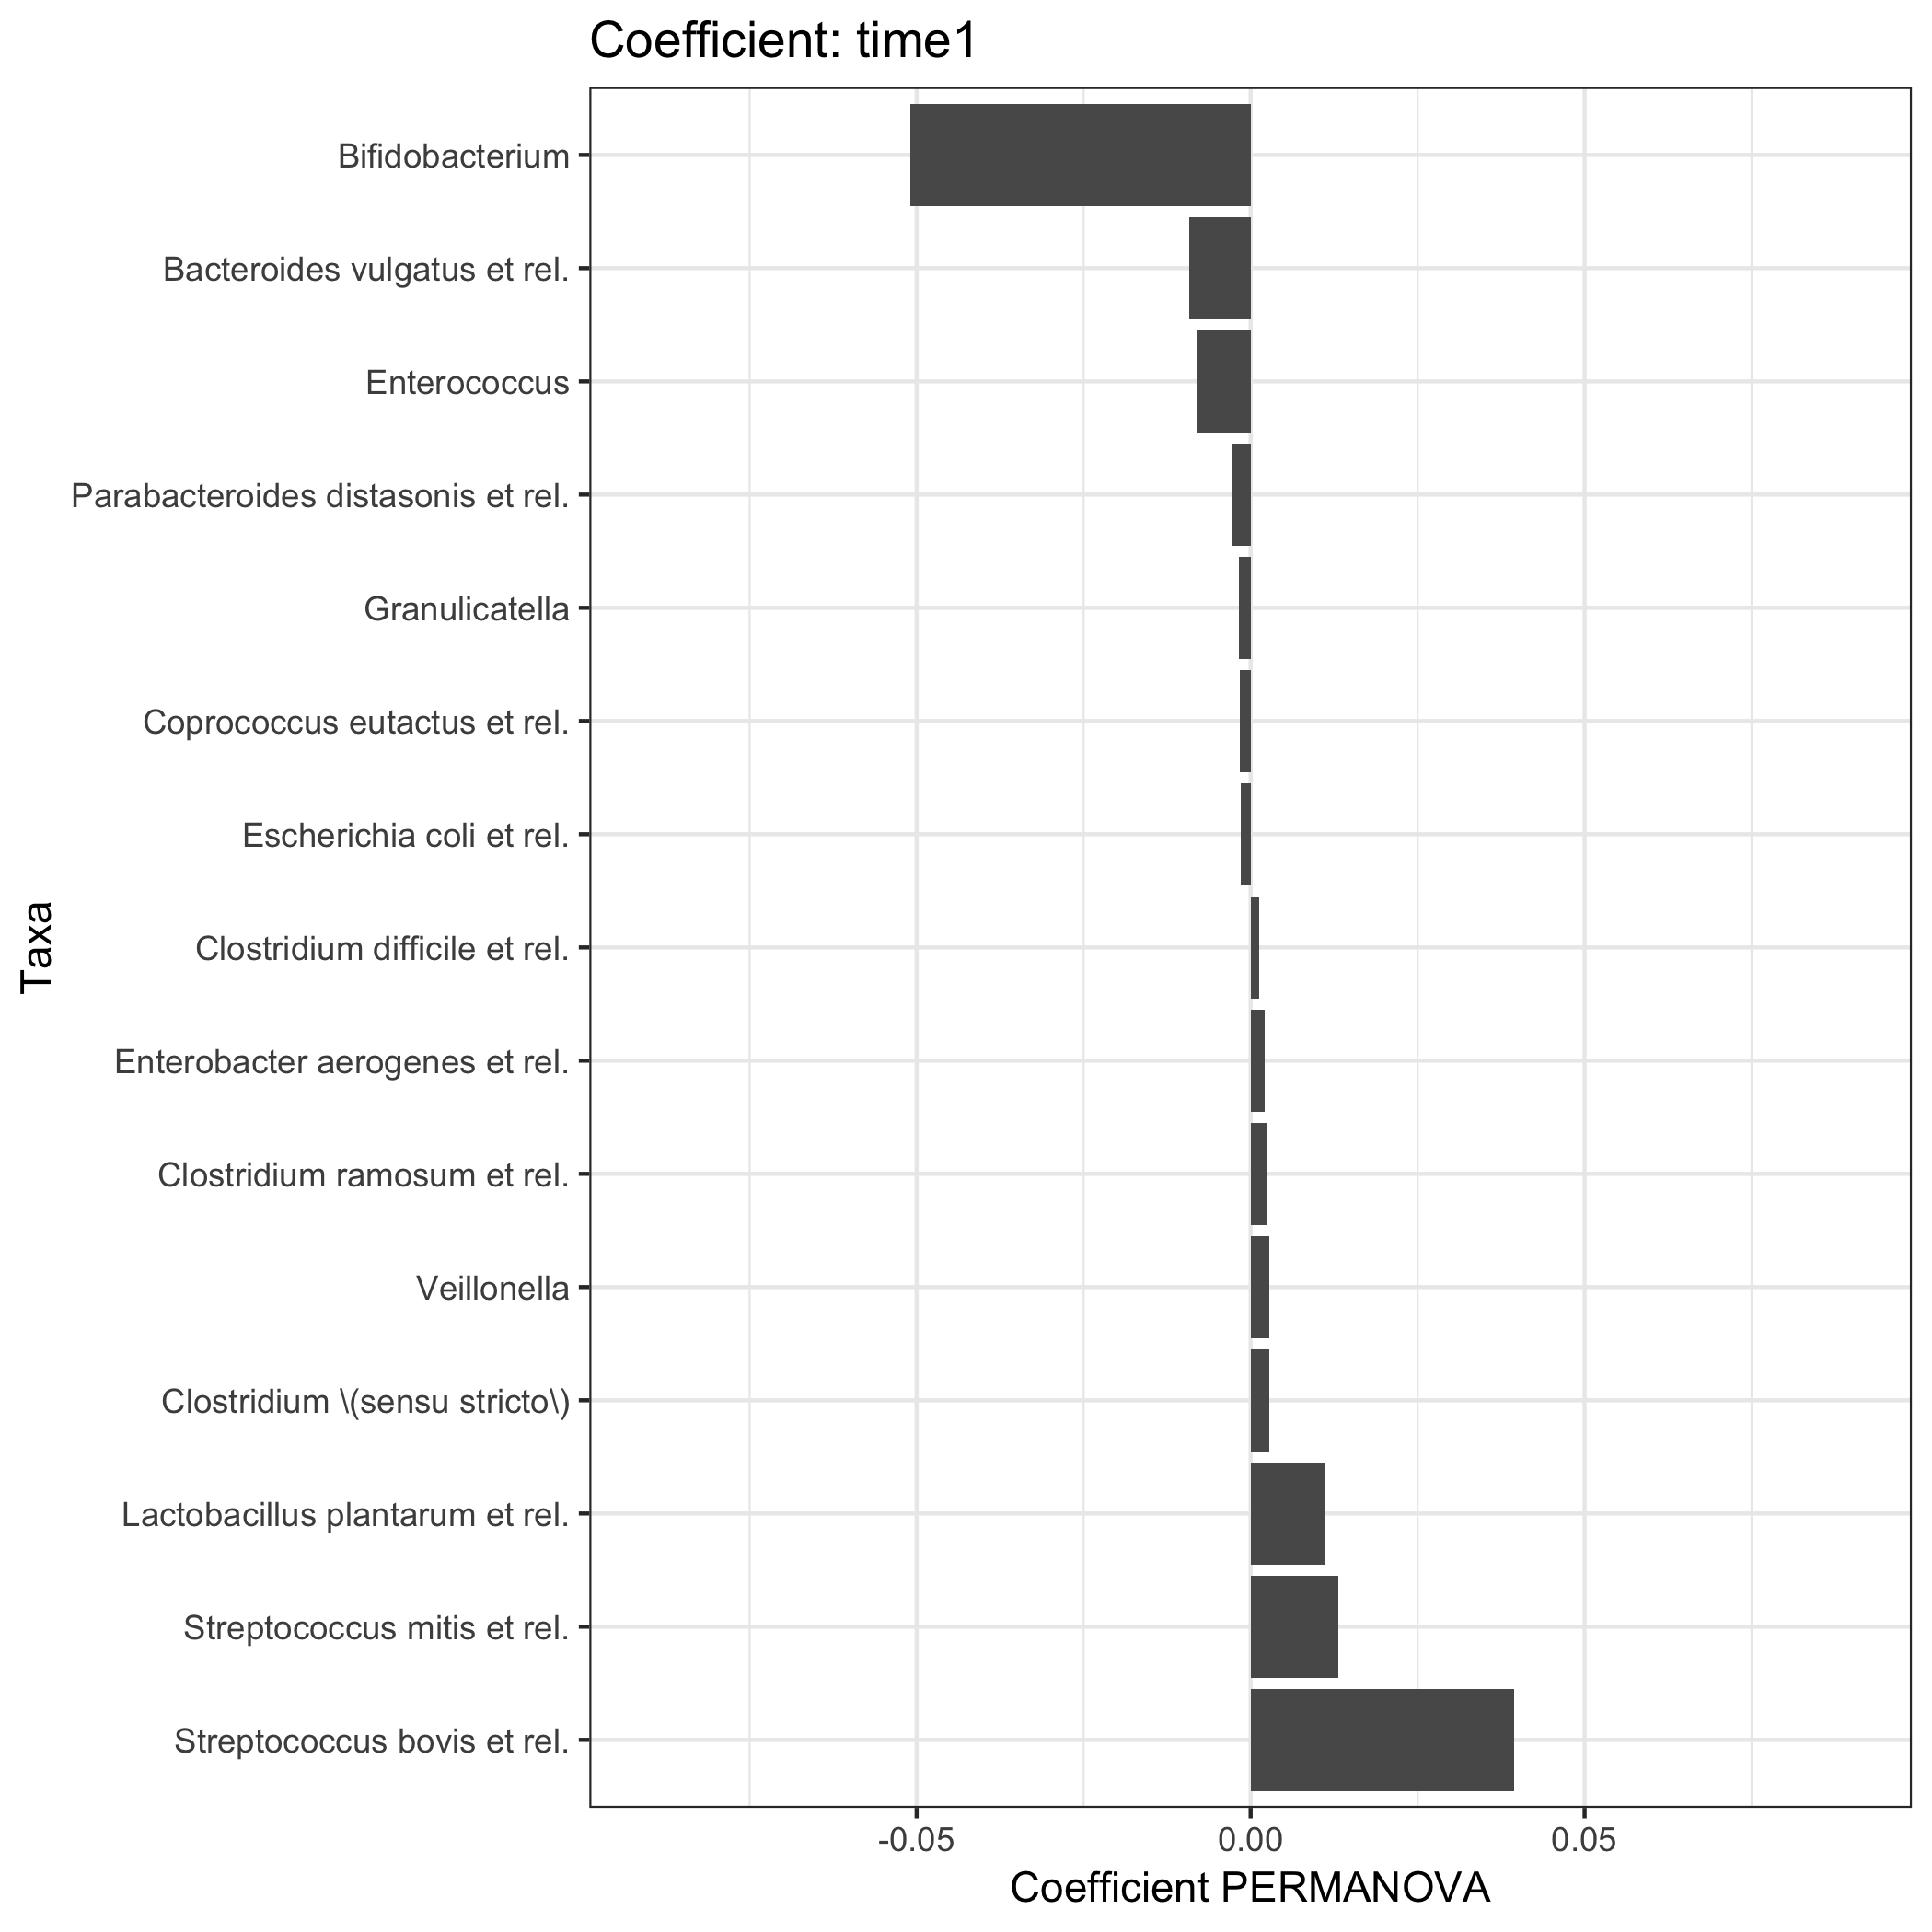 Coefficient: time1
Bifidobacterium
Bacteroides vulgatus et rel.
Enterococcus
Parabacteroides distasonis et rel.
Granulicatella
Coprococcus eutactus et rel.
Escherichia coli et rel.
Clostridium difficile et rel.
Enterobacter aerogenes et rel.
Clostridium ramosum et rel.
Veillonella
Clostridium \(sensu stricto\)
Lactobacillus plantarum et rel.
Streptococcus mitis et rel.
Streptococcus bovis et rel.
Taxa
-0.05 0.00 0.05
Coefficient PERMANOVA